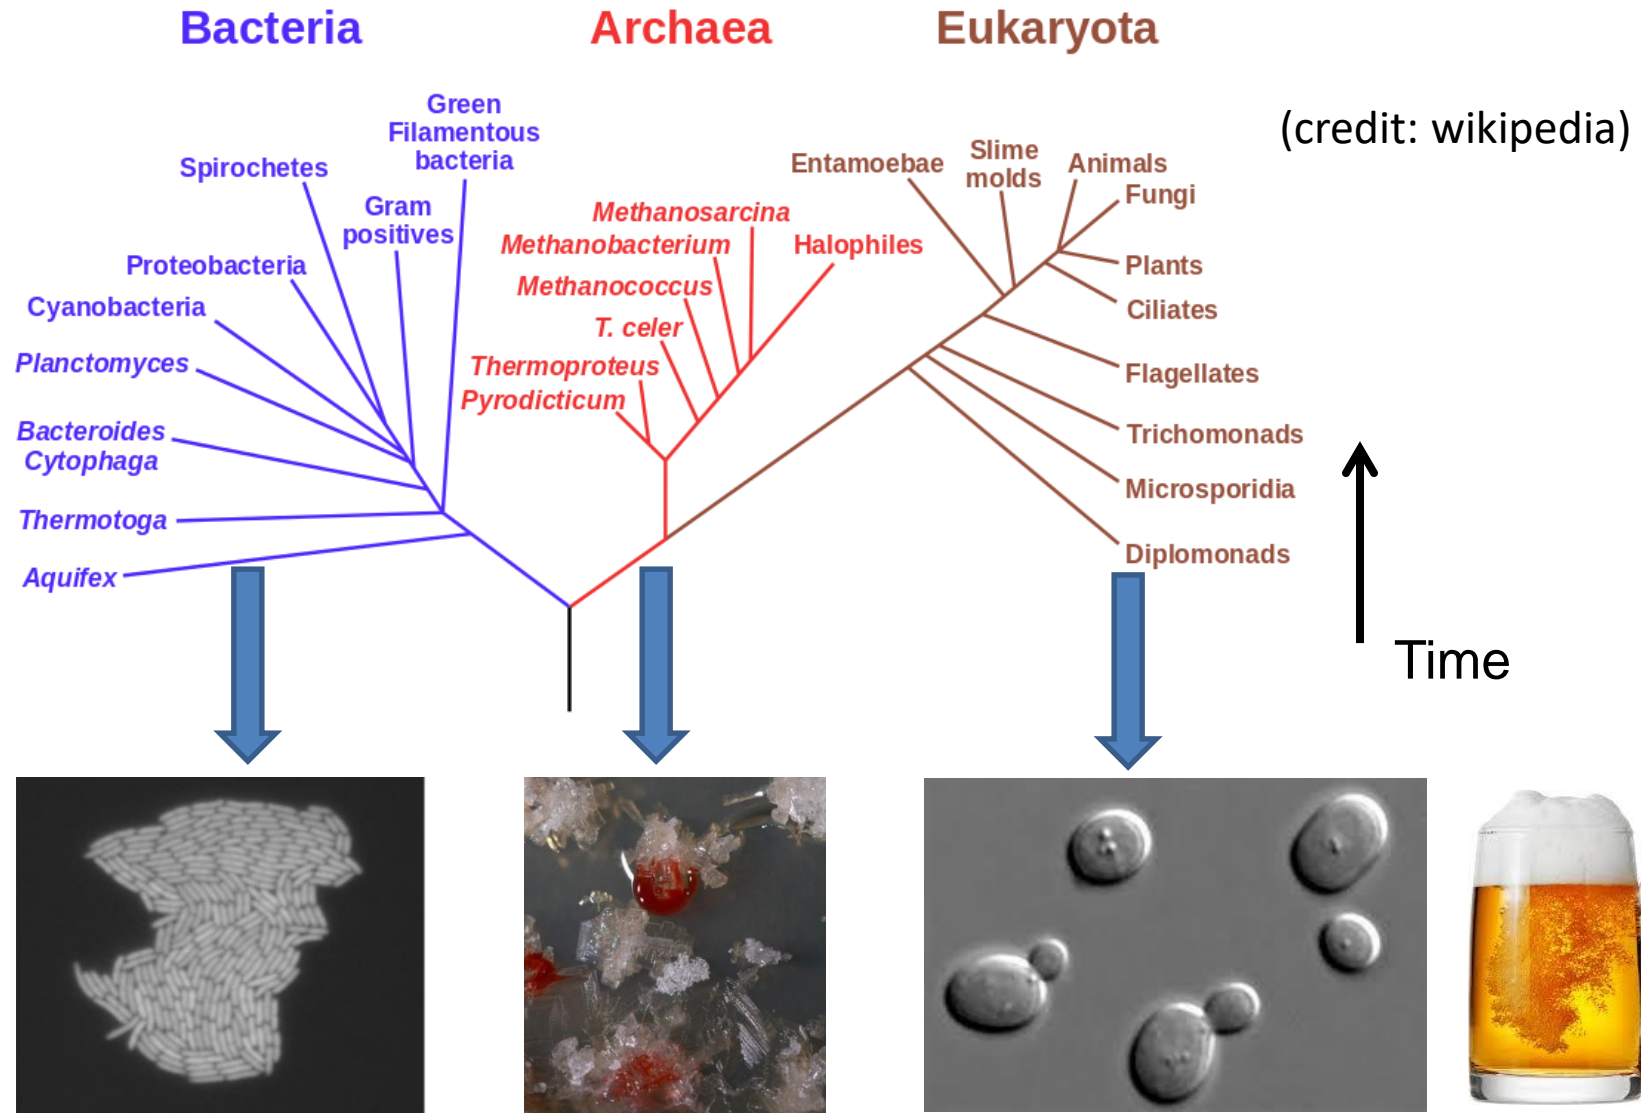 Bacteria
Archaea
Eukaryota
(credit: wikipedia)
Green
Filamentous
bacteria
Spirochetes
Gram
positives
Proteobacteria
Cyanobacteria
Planctomyces
Bacteroides
Cytophaga
Thermotoga
Aquifex
Methanosarcina
Methanobacterium
Halophiles
Methanococcus
T. celer
Thermoproteus
Pyrodicticum
Entamoebae
Slime
molds
Animals
Fungi
Plants
Ciliates
Flagellates
Trichomonads
Microsporidia
Diplomonads
Time